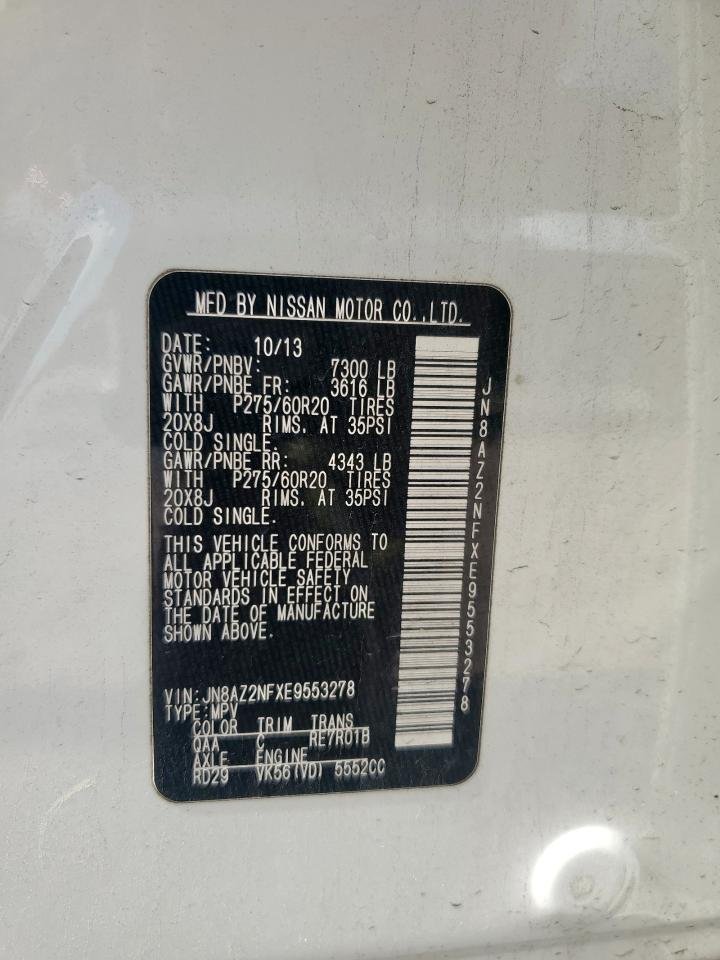 MFD BY NISSAN MOTOR CO.,LTD.
DATE: 10/13
GVWR/PNBV: 7300 LB
GAWR/PNBE FR: 3616 LB
WITH P275/60R20 TIRES
20X8J RIMS. AT 35PSI
COLD SINGLE.
GAWR/PNBE RR: 4343 LB
WITH P275/60R20 TIRES
20X8J RIMS. AT 35PSI
COLD SINGLE.
THIS VEHICLE CONFORMS TO
ALL APPLICABLE FEDERAL
MOTOR VEHICLE SAFETY
STANDARDS IN EFFECT ON
THE DATE OF MANUFACTURE
SHOWN ABOVE.
VIN:JN8AZ2NFXE9553278
TYPE:MPV
COLOR TRIM TRANS
QAA C RE7R01B
AXLE ENGINE
RD29 VK56(VD) 5552CC
JN8AZ2NFXE9553278